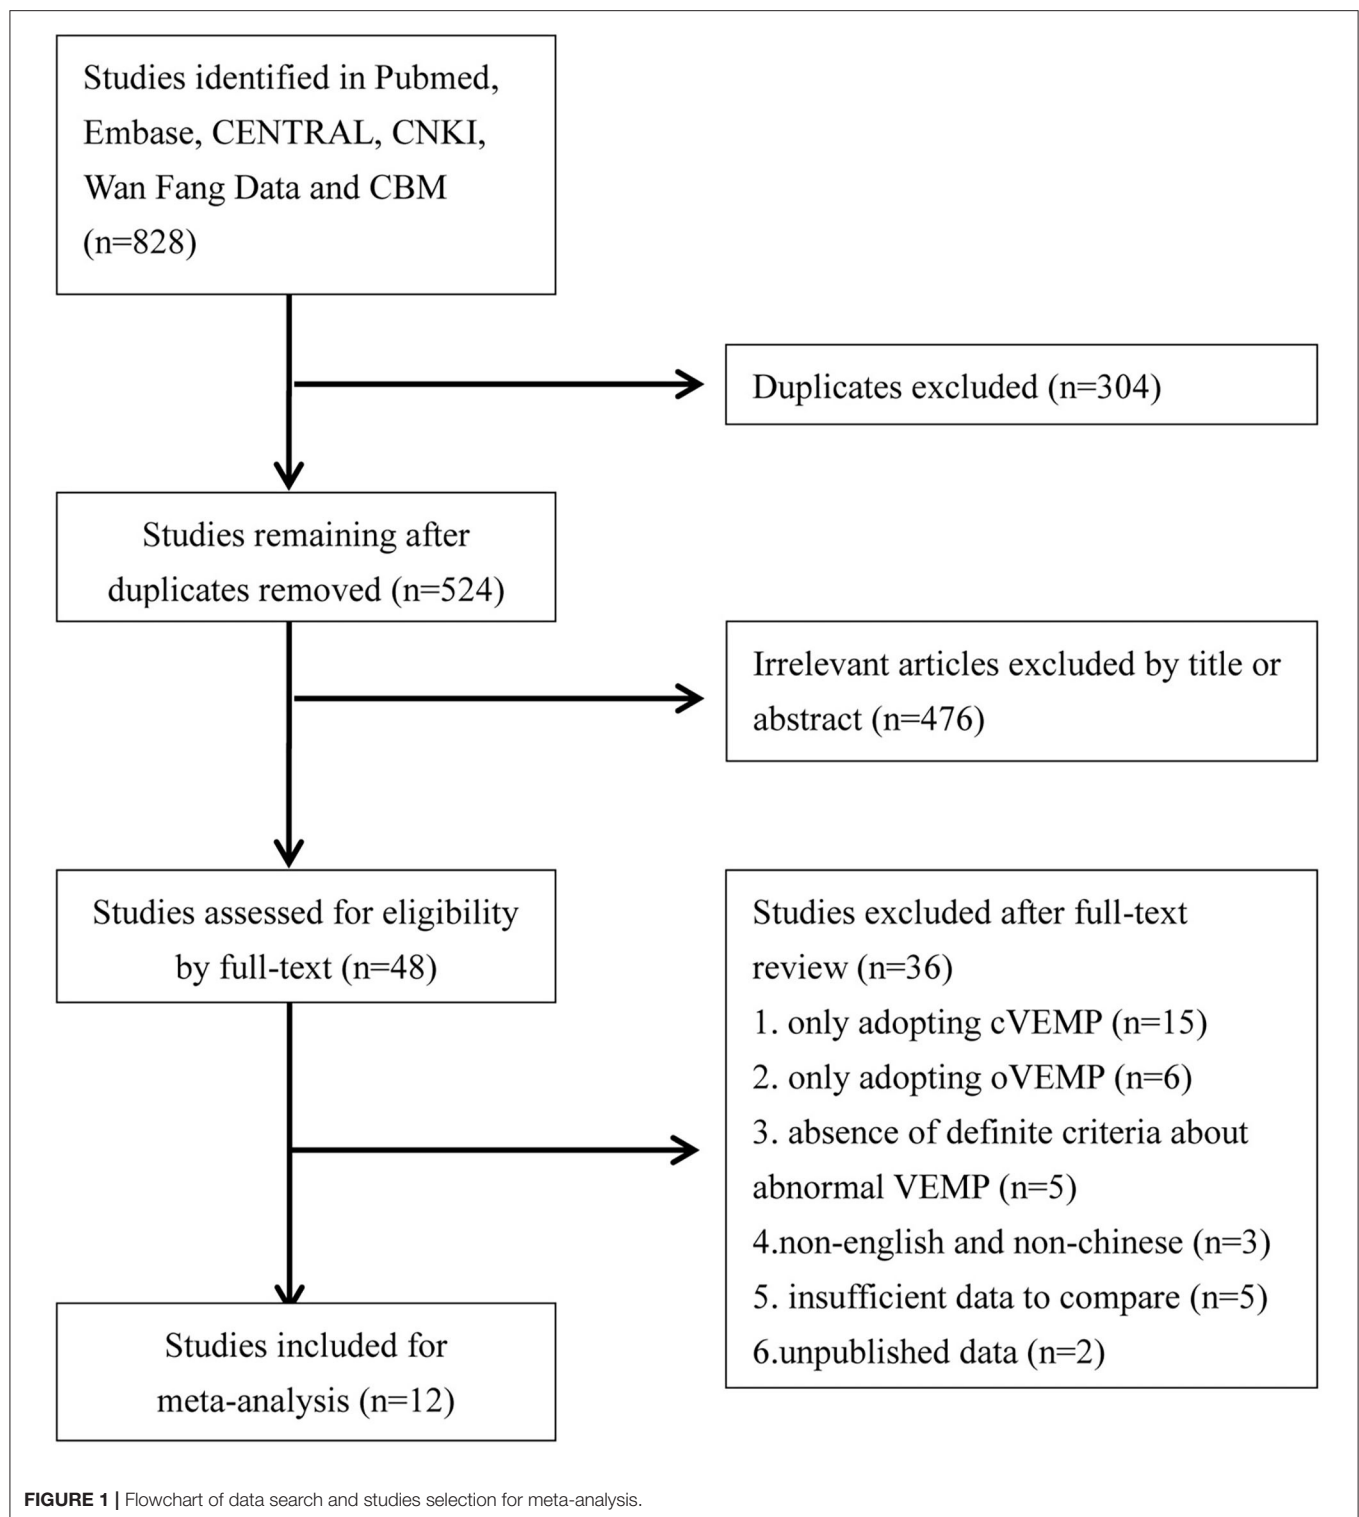 Studies identified in Pubmed,
Embase, CENTRAL, CNKI,
Wan Fang Data and CBM
(n=828)
Duplicates excluded (n=304)
Studies remaining after
duplicates removed (n=524)
Irrelevant articles excluded by title or
abstract (n=476)
Studies assessed for eligibility
by full-text (n=48)
Studies excluded after full-text
review (n=36)
1. only adopting cVEMP (n=15)
2. only adopting oVEMP (n=6)
3. absence of definite criteria about
abnormal VEMP (n=5)
4.non-english and non-chinese (n=3)
5. insufficient data to compare (n=5)
6.unpublished data (n=2)
Studies included for
meta-analysis (n=12)
FIGURE 1 | Flowchart of data search and studies selection for meta-analysis.